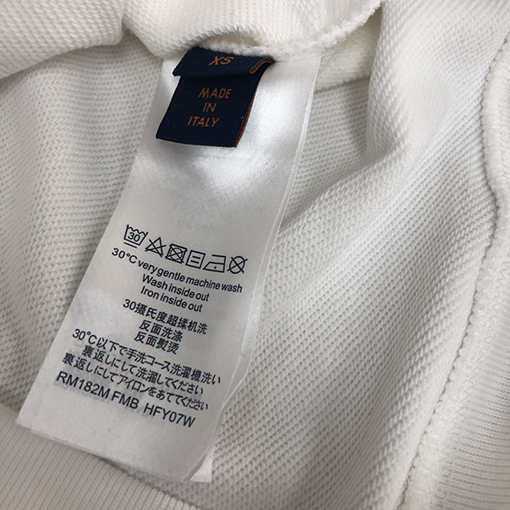 XS
MADE
IN
ITALY
30
30°C very gentle machine wash
Wash inside out
Iron inside out
30摄氏度超揉机洗
反面洗涤
反面熨烫
30℃以下で手洗コース洗濯機洗い
裏返しにして洗濯してください
裏返しにしてアイロンをあててください
RM182M FMB HFY07W